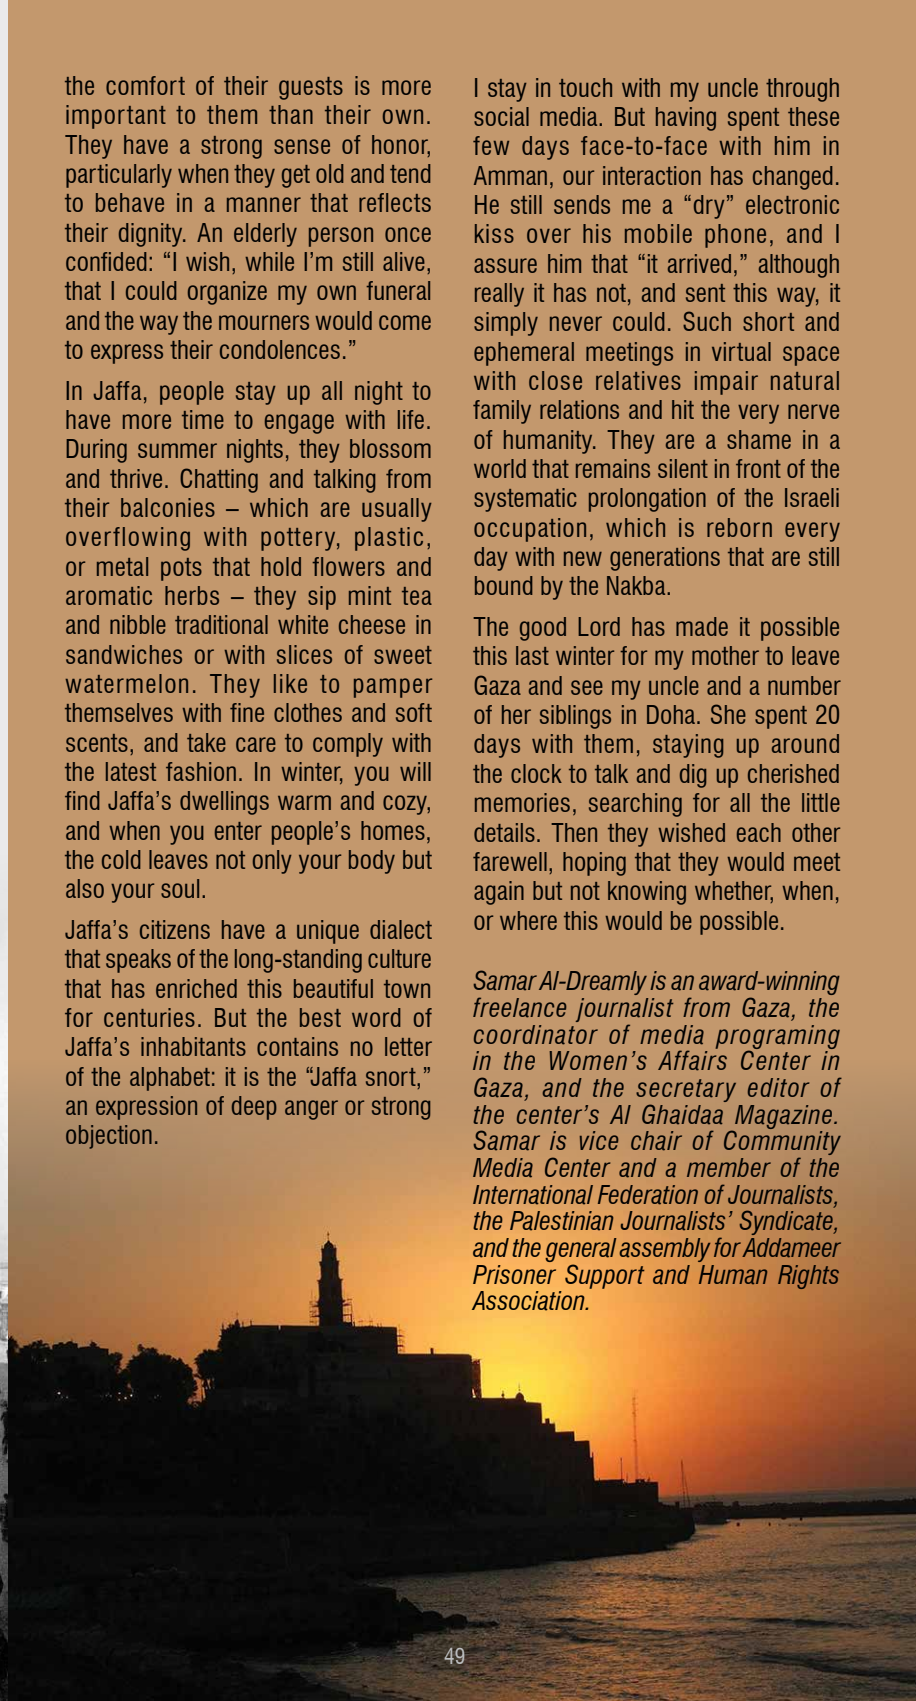 the comfort of their guests is more
important to them than their own.
They have a strong sense of honor,
particularly when they get old and tend
to behave in a manner that reflects
their dignity. An elderly person once
confided: “I wish, while I’m still alive,
that I could organize my own funeral
and the way the mourners would come
to express their condolences.”
In Jaffa, people stay up all night to
have more time to engage with life.
During summer nights, they blossom
and thrive. Chatting and talking from
their balconies – which are usually
overflowing with pottery, plastic,
or metal pots that hold flowers and
aromatic herbs – they sip mint tea
and nibble traditional white cheese in
sandwiches or with slices of sweet
watermelon. They like to pamper
themselves with fine clothes and soft
scents, and take care to comply with
the latest fashion. In winter, you will
find Jaffa’s dwellings warm and cozy,
and when you enter people’s homes,
the cold leaves not only your body but
also your soul.
Jaffa’s citizens have a unique dialect
that speaks of the long-standing culture
that has enriched this beautiful town
for centuries. But the best word of
Jaffa’s inhabitants contains no letter
of the alphabet: it is the “Jaffa snort,”
an expression of deep anger or strong
objection.
I stay in touch with my uncle through
social media. But having spent these
few days face-to-face with him in
Amman, our interaction has changed.
He still sends me a “dry” electronic
kiss over his mobile phone, and I
assure him that “it arrived,” although
really it has not, and sent this way, it
simply never could. Such short and
ephemeral meetings in virtual space
with close relatives impair natural
family relations and hit the very nerve
of humanity. They are a shame in a
world that remains silent in front of the
systematic prolongation of the Israeli
occupation, which is reborn every
day with new generations that are still
bound by the Nakba.
The good Lord has made it possible
this last winter for my mother to leave
Gaza and see my uncle and a number
of her siblings in Doha. She spent 20
days with them, staying up around
the clock to talk and dig up cherished
memories, searching for all the little
details. Then they wished each other
farewell, hoping that they would meet
again but not knowing whether, when,
or where this would be possible.
Samar Al-Dreamly is an award-winning
freelance journalist from Gaza, the
coordinator of media programing
in the Women’s Affairs Center in
Gaza, and the secretary editor of
the center’s Al Ghaidaa Magazine.
Samar is vice chair of Community
Media Center and a member of the
International Federation of Journalists,
the Palestinian Journalists’ Syndicate,
and the general assembly for Addameer
Prisoner Support and Human Rights
Association.
49